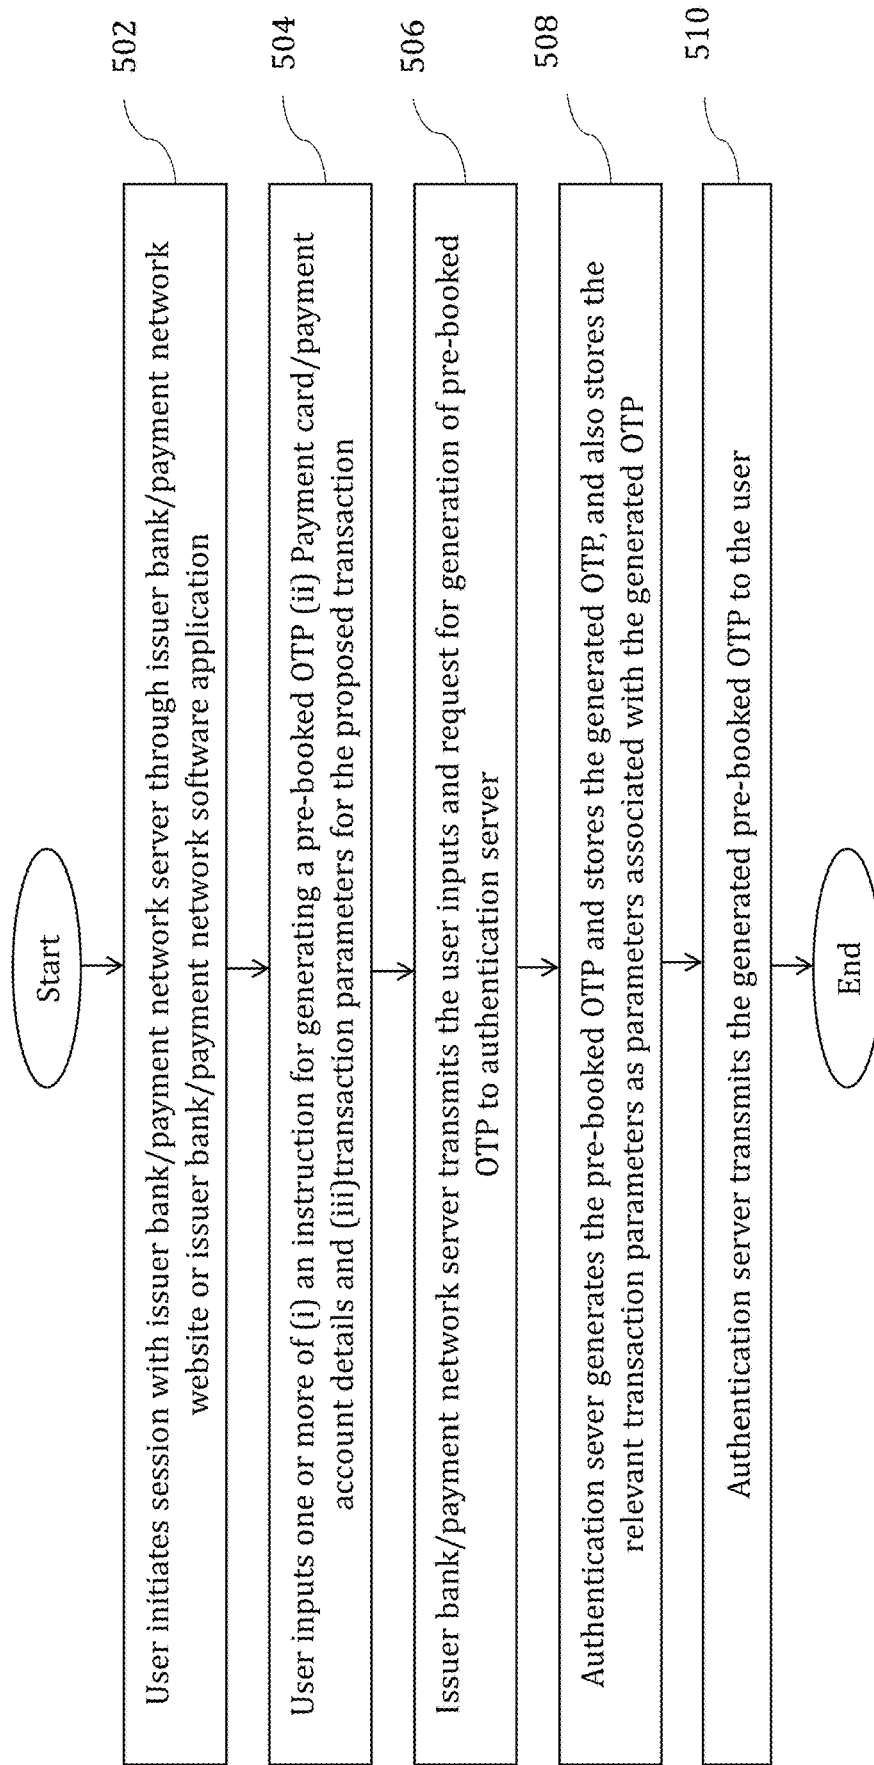 Start
User initiates session with issuer bank/payment network server through issuer bank/payment network
website or issuer bank/payment network software application
502
User inputs one or more of (i) an instruction for generating a pre-booked OTP (ii) Payment card/payment
account details and (iii)transaction parameters for the proposed transaction
504
Issuer bank/payment network server transmits the user inputs and request for generation of pre-booked
OTP to authentication server
506
Authentication sever generates the pre-booked OTP and stores the generated OTP, and also stores the
relevant transaction parameters as parameters associated with the generated OTP
508
Authentication server transmits the generated pre-booked OTP to the user
510
End